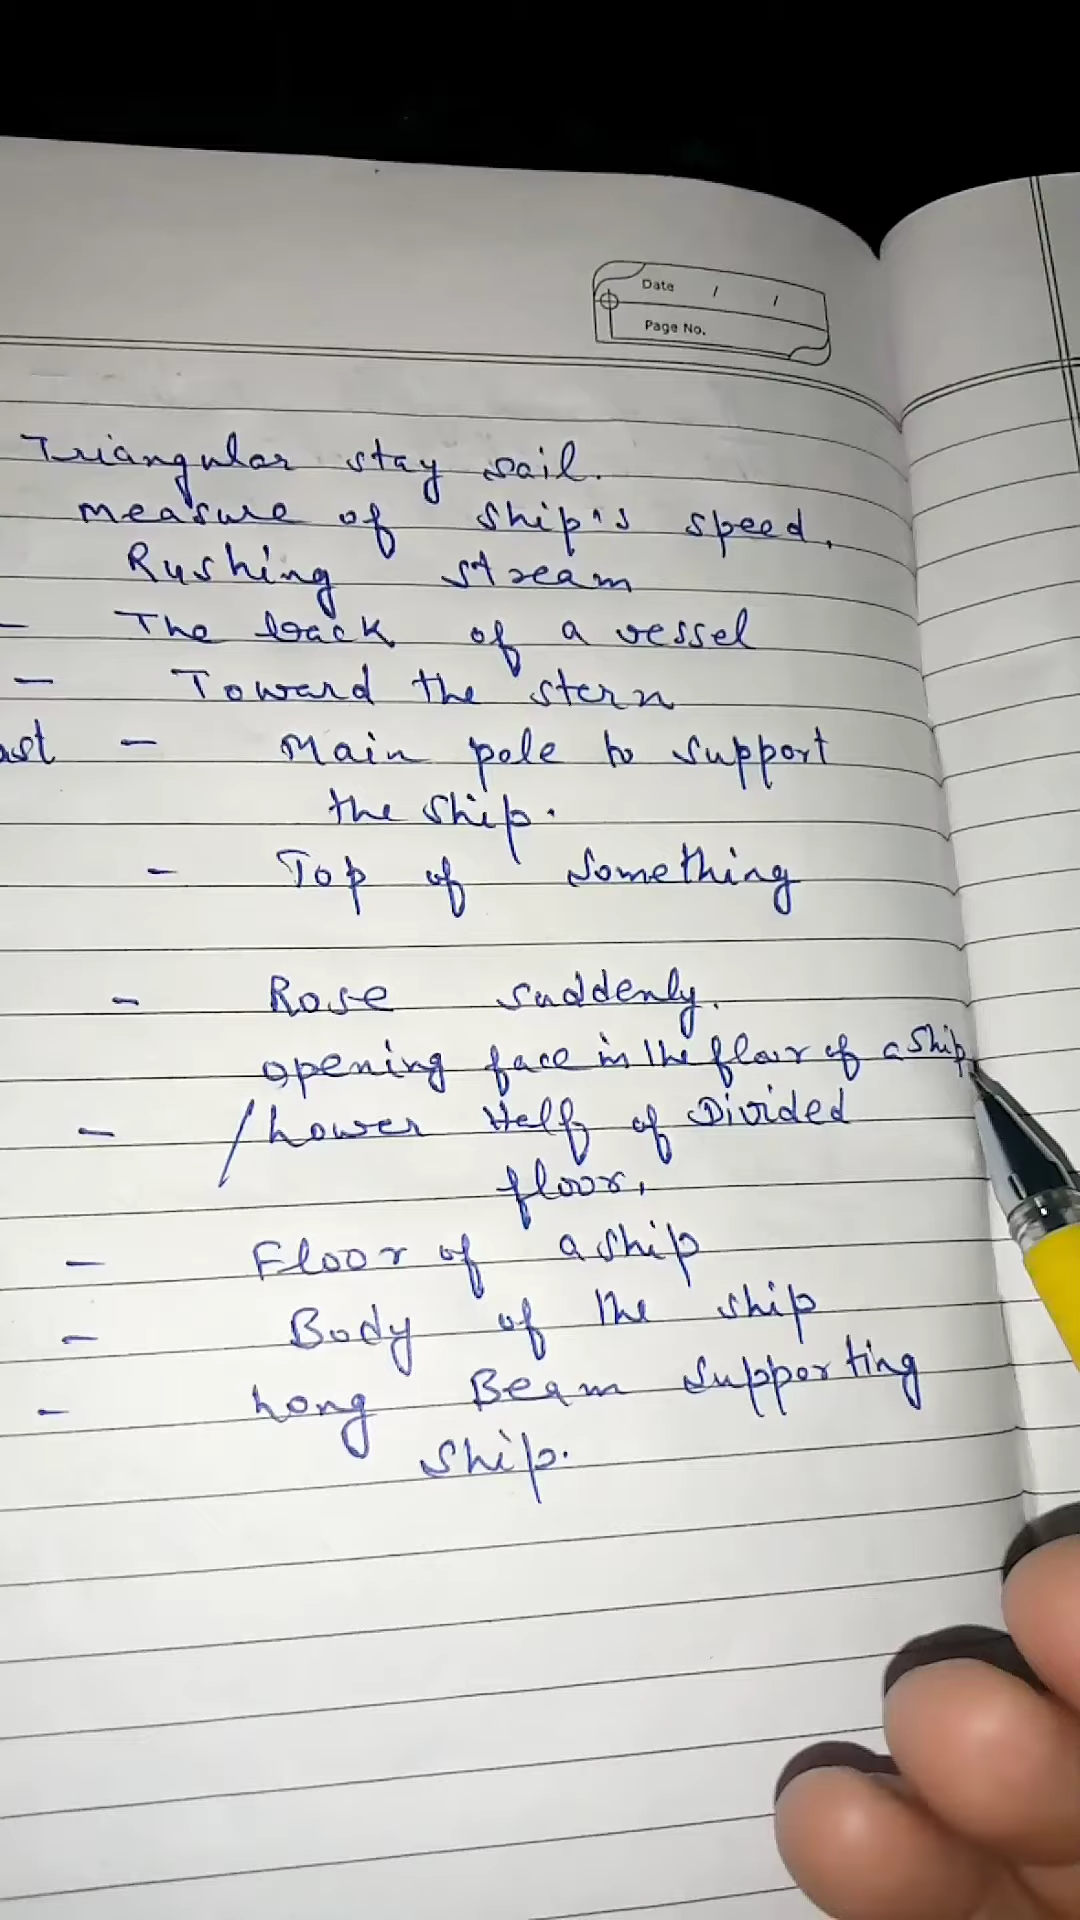 Date / /
Page No.
Triangular stay sail.
measure of ship's speed,
Rushing stream
- The back of a vessel
- Toward the stern
ast - Main pole to support
the ship.
- Top of something
- Rose suddenly.
opening face in the floor of a ship
- / Lower Half of Divided
floor,
- Floor of a ship
- Body of the ship
- Long Beam supporting
ship.